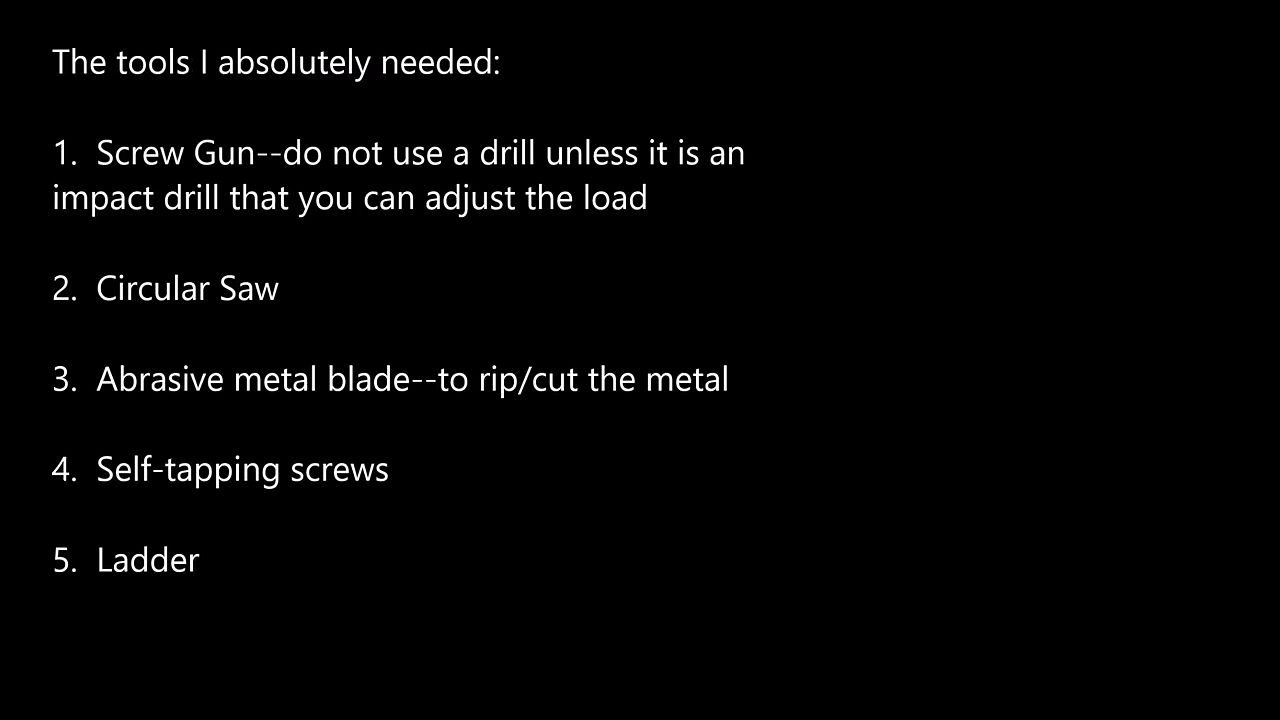 The tools I absolutely needed:
1.  Screw Gun--do not use a drill unless it is an
impact drill that you can adjust the load
2.  Circular Saw
3.  Abrasive metal blade--to rip/cut the metal
4.  Self-tapping screws
5.  Ladder